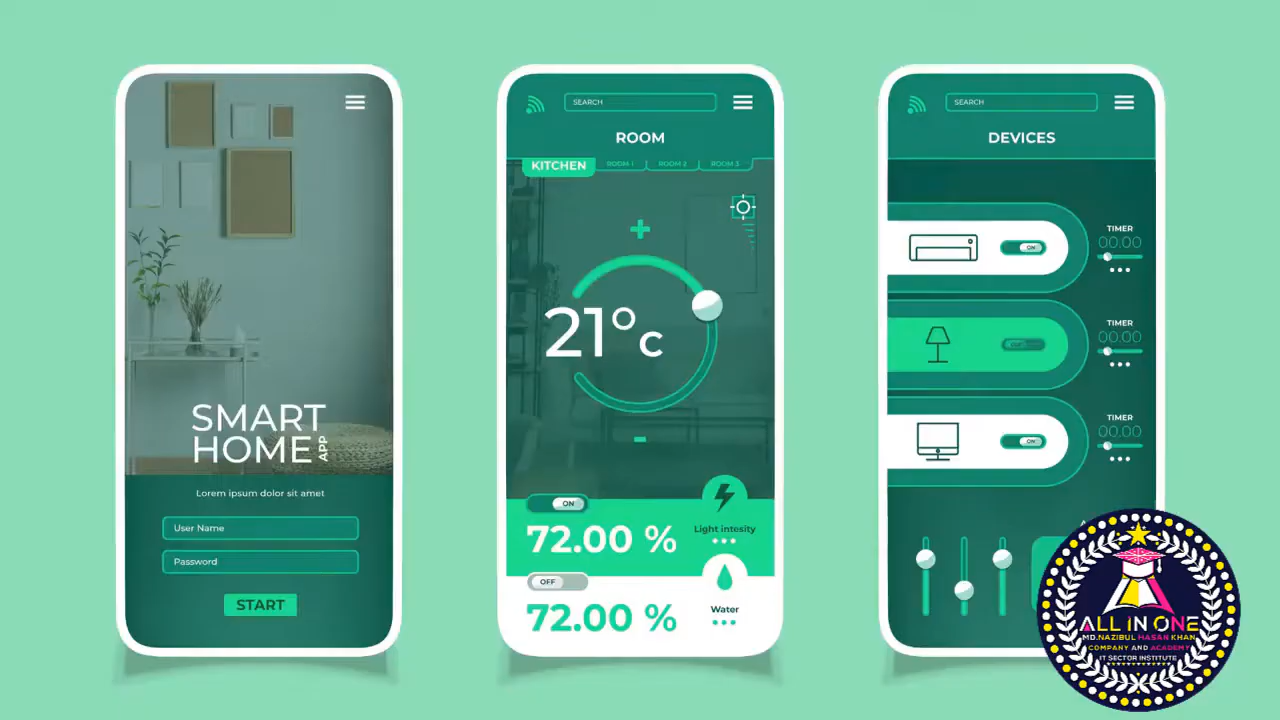 SMART
HOME APP
Lorem ipsum dolor sit amet
User Name
Password
START
SEARCH
ROOM
KITCHEN
ROOM 1
ROOM 2
ROOM 3
21°c
ON
72.00 %
Light intesity
OFF
72.00 %
Water
SEARCH
DEVICES
ON
TIMER
00.00
TIMER
00.00
ON
TIMER
00.00
ALL IN ONE
MD.NAZIBUL HASAN KHAN
COMPANY AND ACADEMY
IT SECTOR INSTITUTE